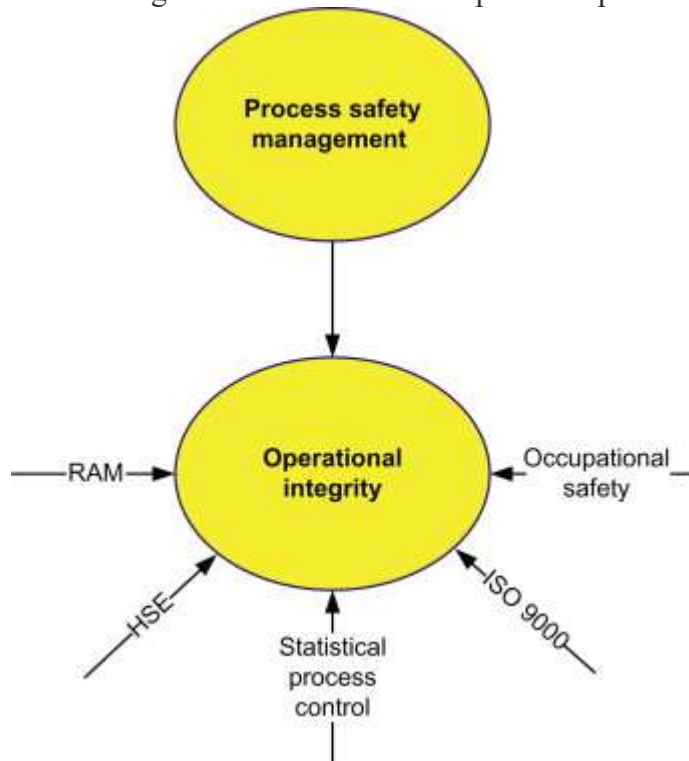 Process safety
management
Operational
integrity
RAM
Occupational
safety
HSE
ISO 9000
Statistical
process
control